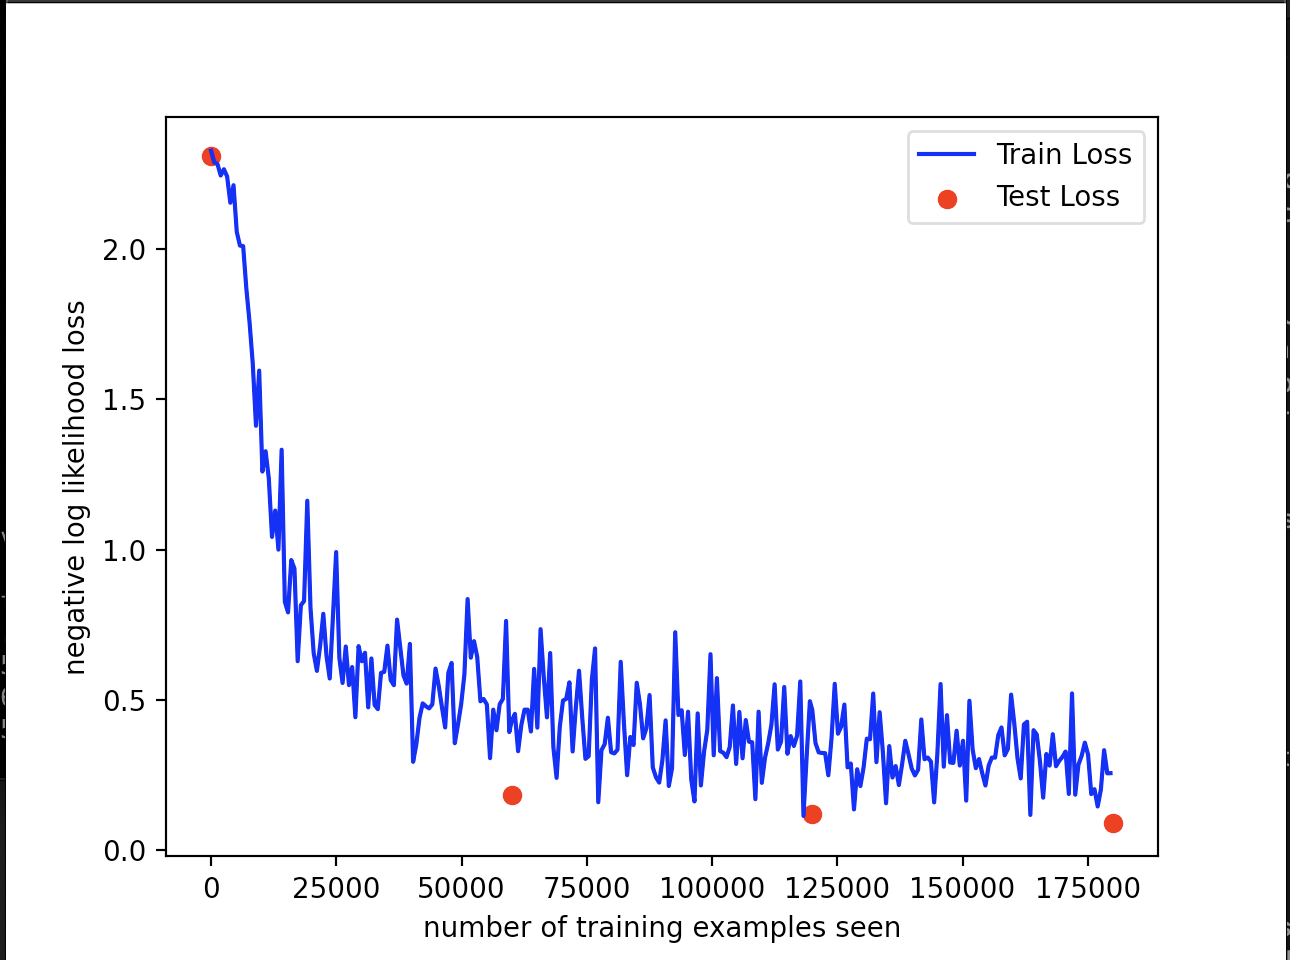 Train Loss
Test Loss
2.0
1.5
1.0
0.5
0.0
negative log likelihood loss
0 25000 50000 75000 100000 125000 150000 175000
number of training examples seen